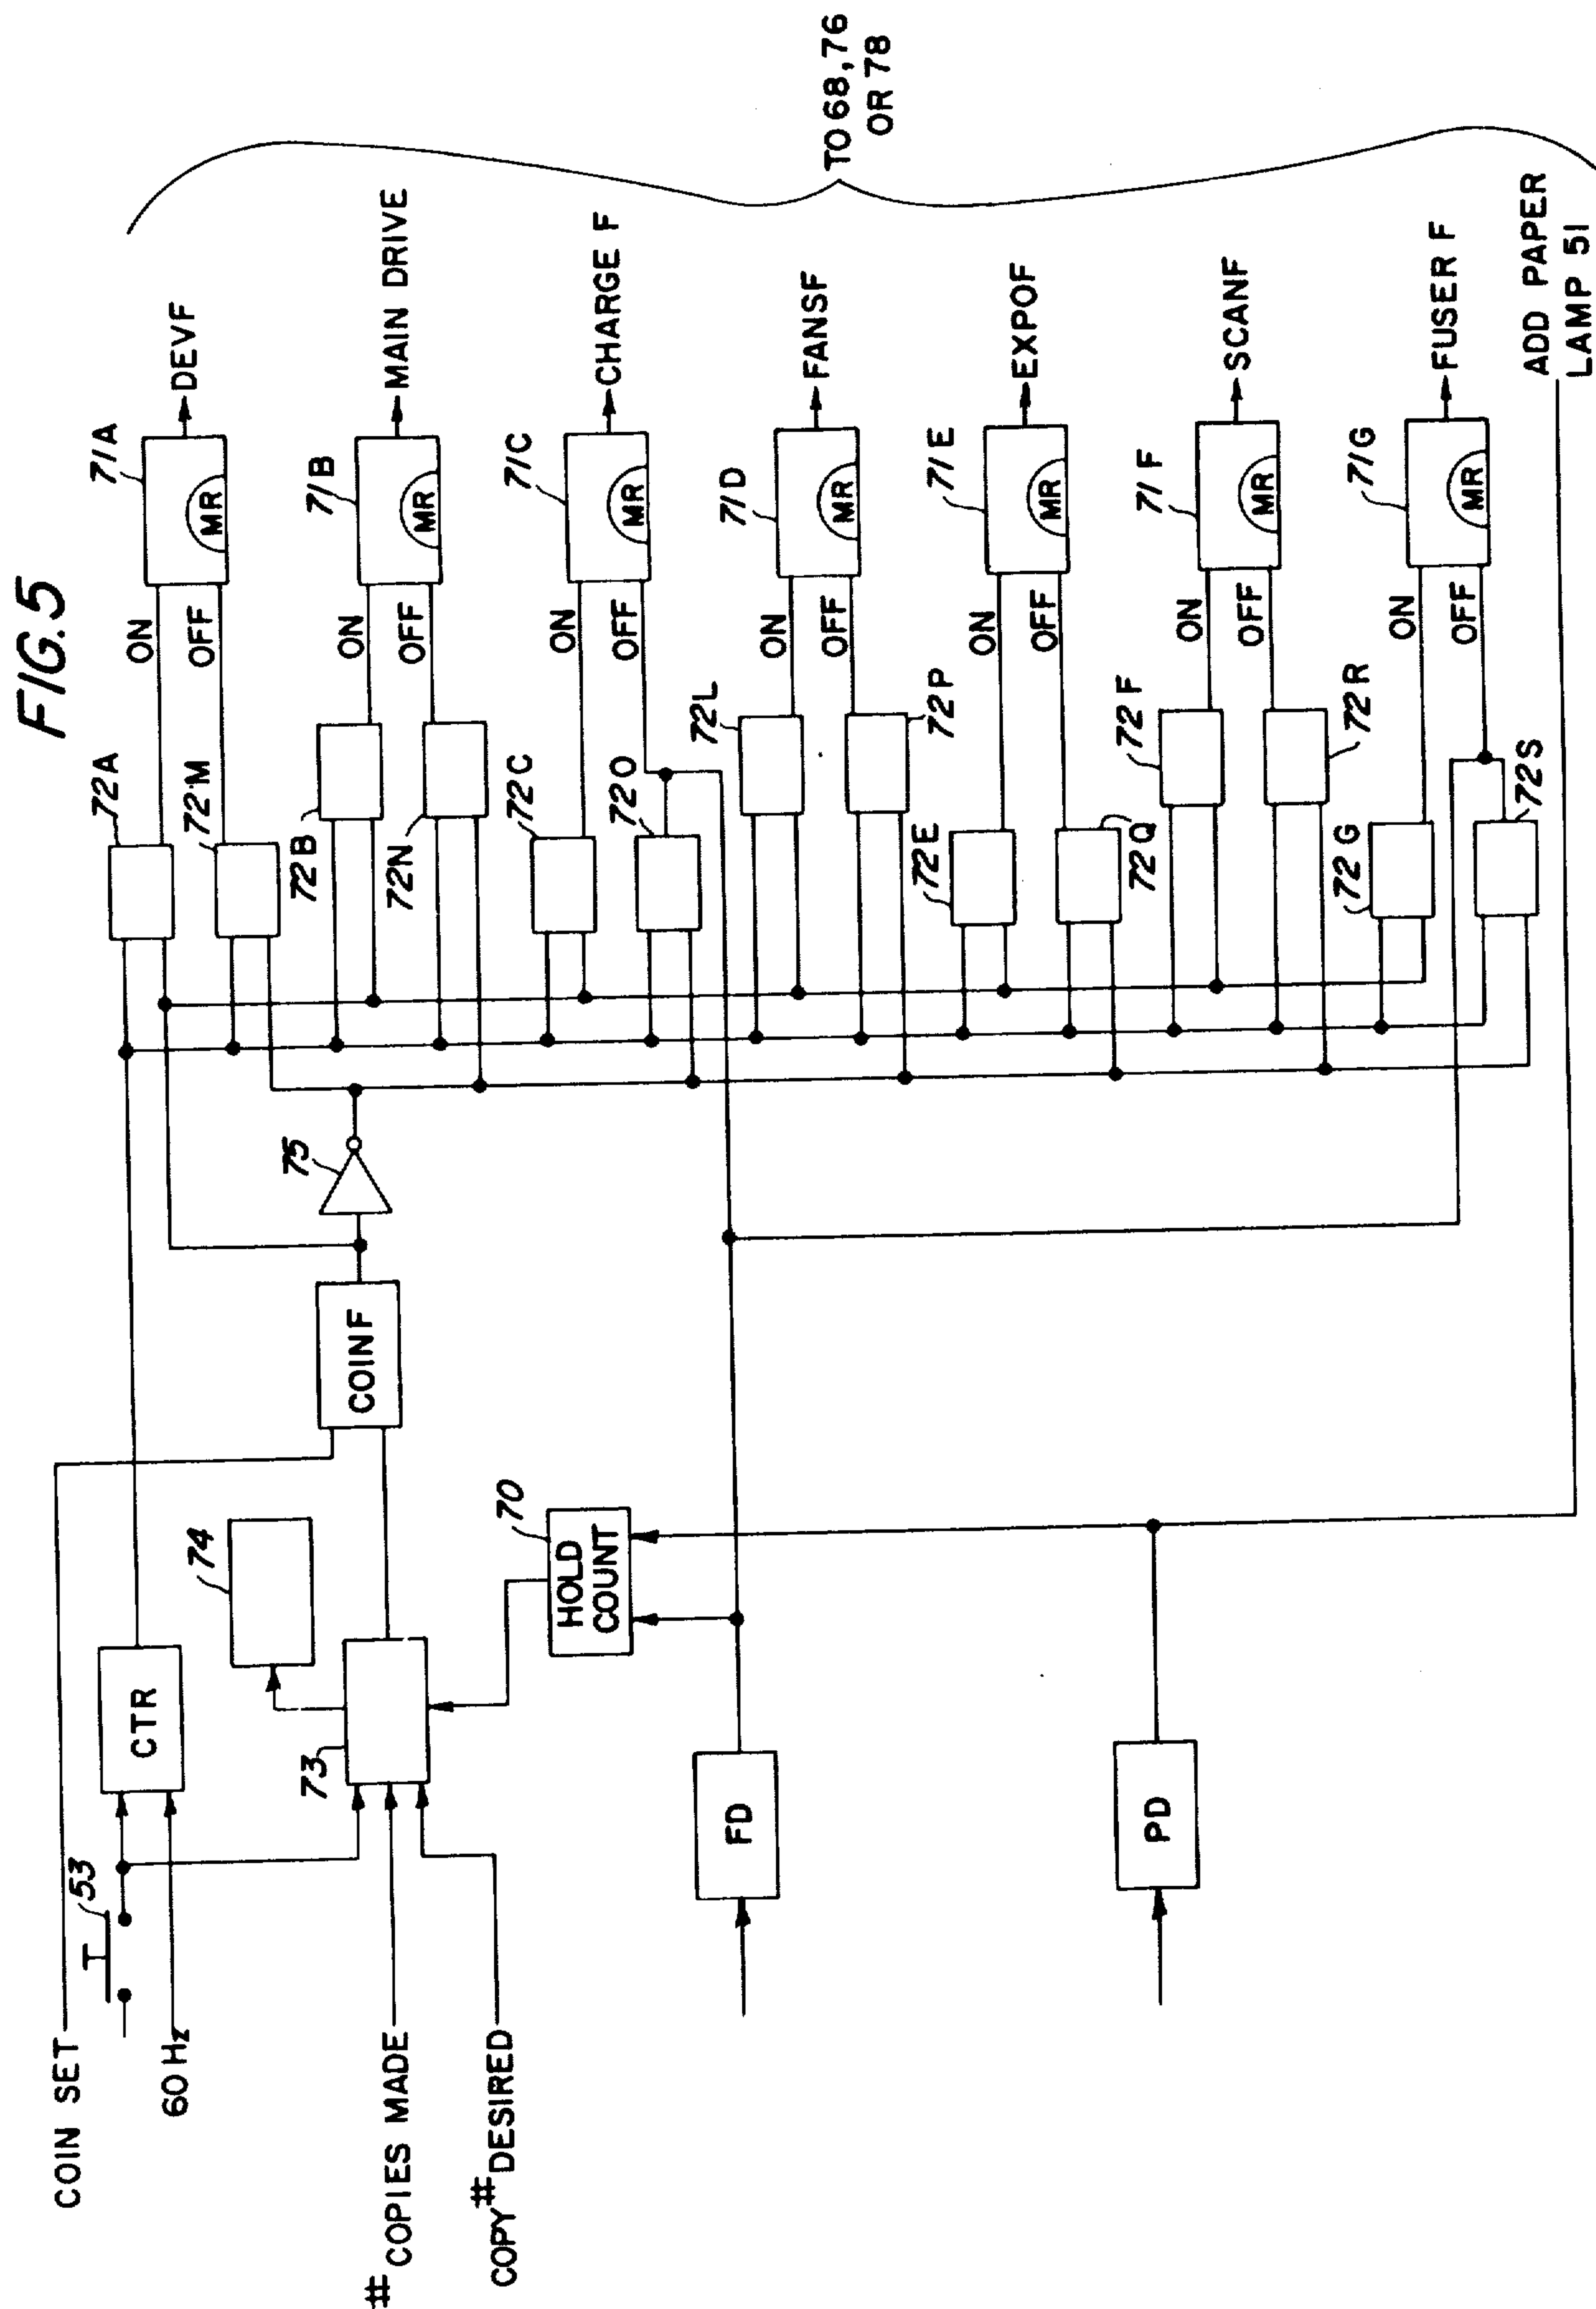 FIG. 5
COIN SET
53
60 Hz
CTR
# COPIES MADE
COPY # DESIRED
73
74
COINF
75
HOLD
COUNT
70
FD
PD
72A
72M
72B
72N
72C
72O
72L
72P
72E
72Q
72F
72R
72G
72S
ON
OFF
71A
MR
DEVF
ON
OFF
71B
MR
MAIN DRIVE
ON
OFF
71C
MR
CHARGE F
ON
OFF
71D
MR
FANSF
ON
OFF
71E
MR
EXPOF
ON
OFF
71F
MR
SCANF
ON
OFF
71G
MR
FUSER F
ADD PAPER
LAMP 51
TO 68,76
OR 78